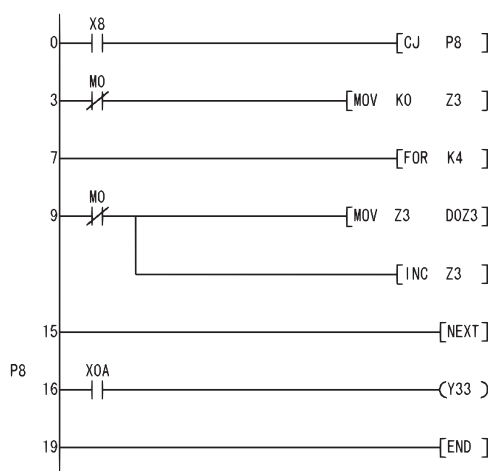 X8
0 [CJ P8 ]
M0
3 [MOV K0 Z3 ]
7 [FOR K4 ]
M0
9 [MOV Z3 D0Z3 ]
[INC Z3 ]
15 [NEXT ]
P8 X0A
16 (Y33 )
19 [END ]